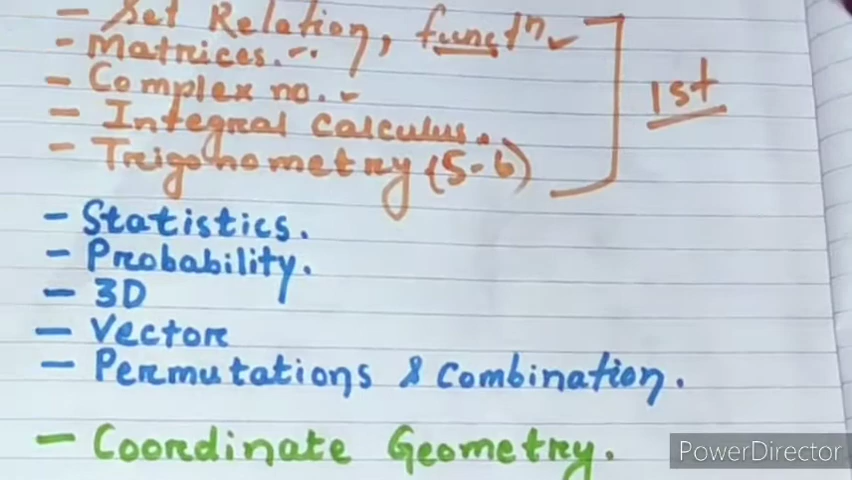 - Set Relation, functn
- Matrices.
- Complex no.
- Integral calculus.
- Trigonometry (5-6)
1st
- Statistics.
- Probability.
- 3D
- Vector
- Permutations & Combination.
- Coordinate Geometry.
PowerDirector